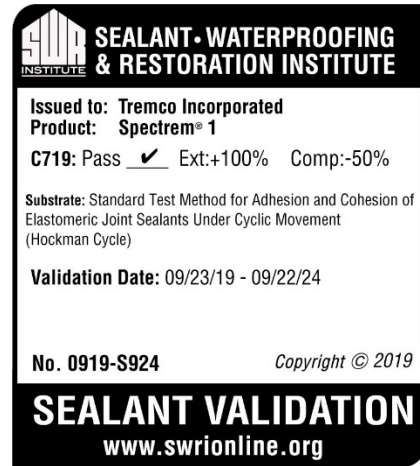 SWR
INSTITUTE
SEALANT • WATERPROOFING
& RESTORATION INSTITUTE
Issued to: Tremco Incorporated
Product: Spectrem® 1
C719: Pass ✔ Ext:+100% Comp:-50%
Substrate: Standard Test Method for Adhesion and Cohesion of
Elastomeric Joint Sealants Under Cyclic Movement
(Hockman Cycle)
Validation Date: 09/23/19 - 09/22/24
No. 0919-S924 Copyright © 2019
SEALANT VALIDATION
www.swrionline.org